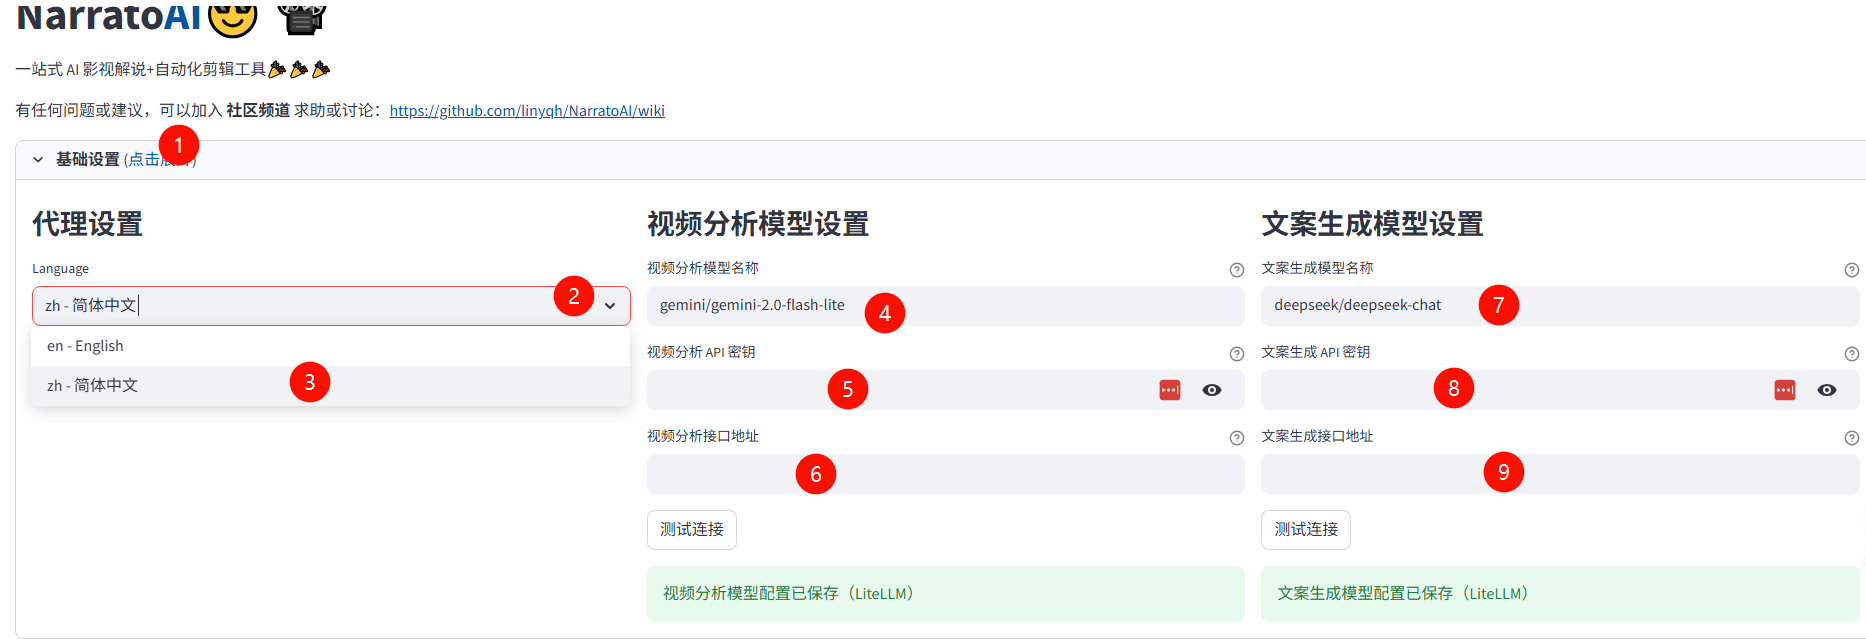 NarratoAI
一站式 AI 影视解说+自动化剪辑工具
有任何问题或建议，可以加入 社区频道 求助或讨论：https://github.com/linyqh/NarratoAI/wiki
1
基础设置 (点击展开)
代理设置
Language
zh - 简体中文
2
en - English
zh - 简体中文
3
视频分析模型设置
视频分析模型名称
gemini/gemini-2.0-flash-lite
4
视频分析 API 密钥
5
视频分析接口地址
6
测试连接
视频分析模型配置已保存（LiteLLM）
文案生成模型设置
文案生成模型名称
deepseek/deepseek-chat
7
文案生成 API 密钥
8
文案生成接口地址
9
测试连接
文案生成模型配置已保存（LiteLLM）